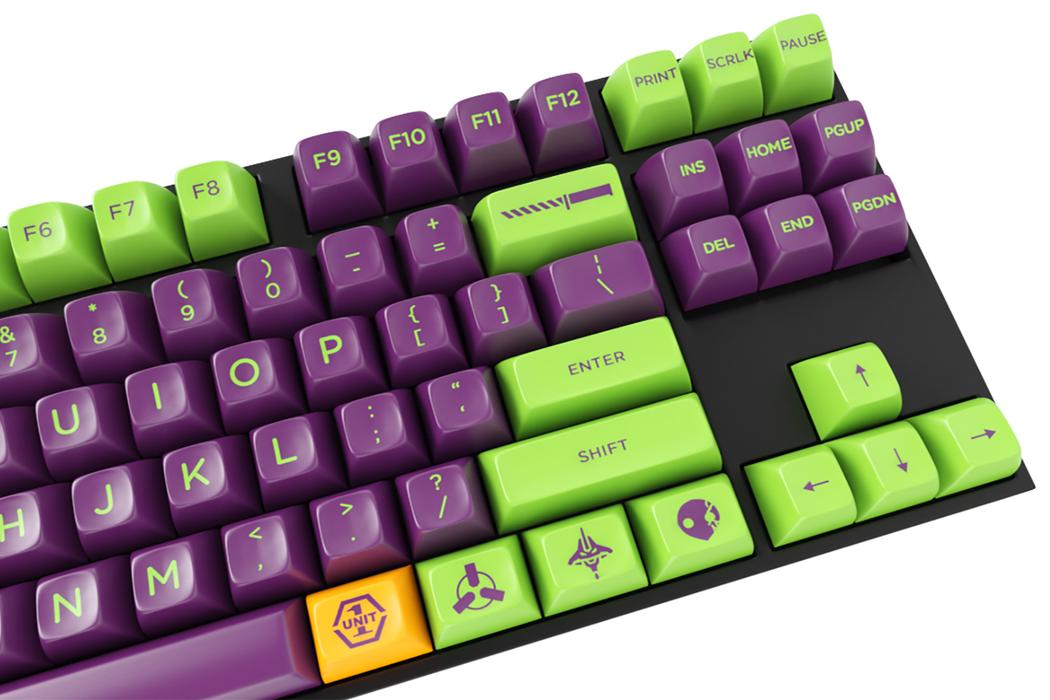 PRINT SCRLK PAUSE
F6 F7 F8 F9 F10 F11 F12
INS HOME PGUP
& 7 * 8 ( 9 ) 0 _ - + =
DEL END PGDN
U I O P { [ } ] ¦ \
H J K L : ; “ ‘ ENTER
N M < , > . ? / SHIFT
↑
1
UNIT
← ↓ →